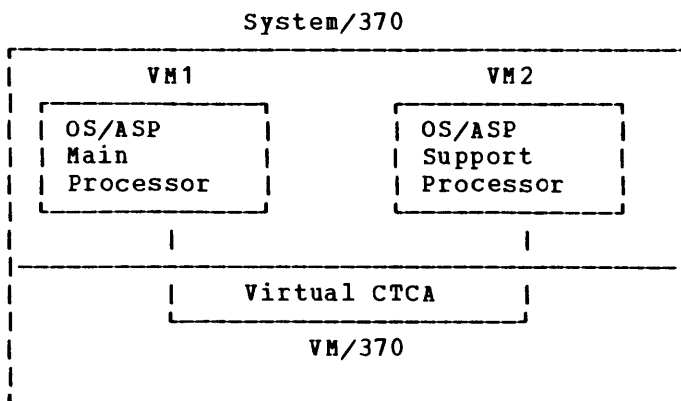 System/370
VM1 VM2
OS/ASP OS/ASP
Main Support
Processor Processor
Virtual CTCA
VM/370